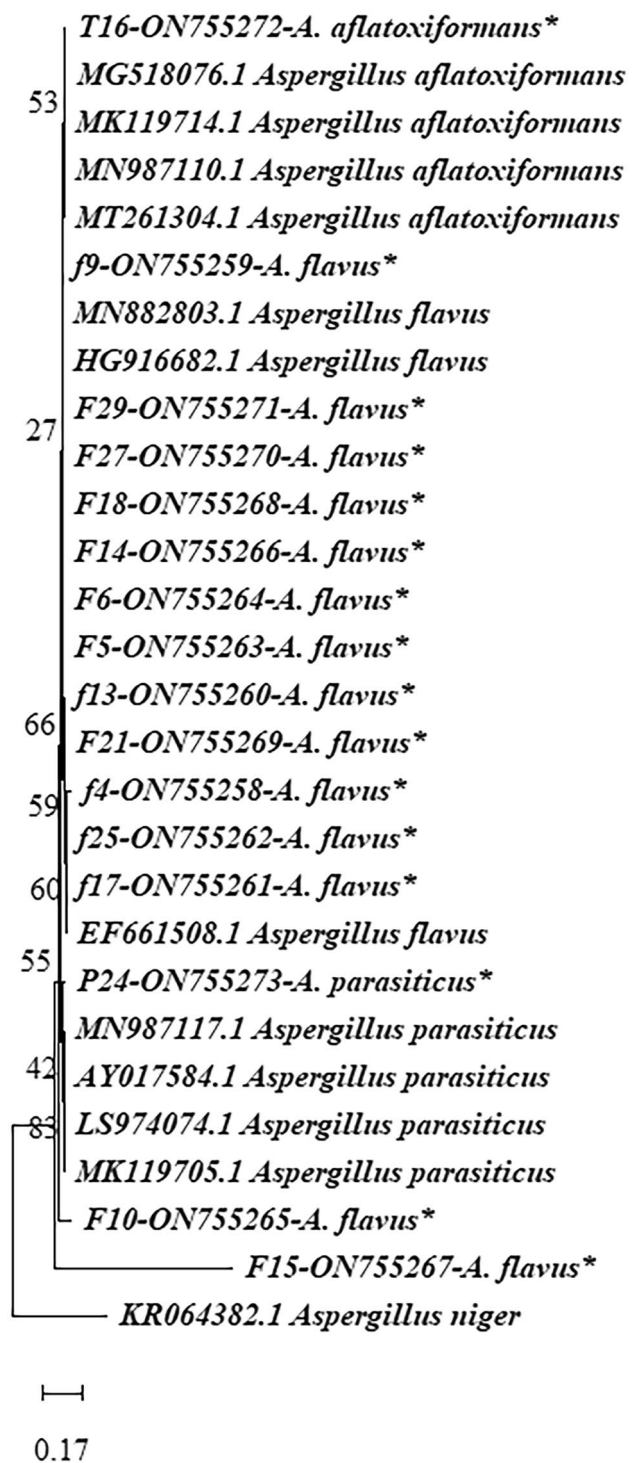 T16-ON755272-A. aflatoxiformans*
MG518076.1 Aspergillus aflatoxiformans
53
MK119714.1 Aspergillus aflatoxiformans
MN987110.1 Aspergillus aflatoxiformans
MT261304.1 Aspergillus aflatoxiformans
f9-ON755259-A. flavus*
MN882803.1 Aspergillus flavus
HG916682.1 Aspergillus flavus
F29-ON755271-A. flavus*
27
F27-ON755270-A. flavus*
F18-ON755268-A. flavus*
F14-ON755266-A. flavus*
F6-ON755264-A. flavus*
F5-ON755263-A. flavus*
f13-ON755260-A. flavus*
66
F21-ON755269-A. flavus*
f4-ON755258-A. flavus*
59
f25-ON755262-A. flavus*
60
f17-ON755261-A. flavus*
EF661508.1 Aspergillus flavus
55
P24-ON755273-A. parasiticus*
MN987117.1 Aspergillus parasiticus
42
AY017584.1 Aspergillus parasiticus
83
LS974074.1 Aspergillus parasiticus
MK119705.1 Aspergillus parasiticus
F10-ON755265-A. flavus*
F15-ON755267-A. flavus*
KR064382.1 Aspergillus niger
0.17